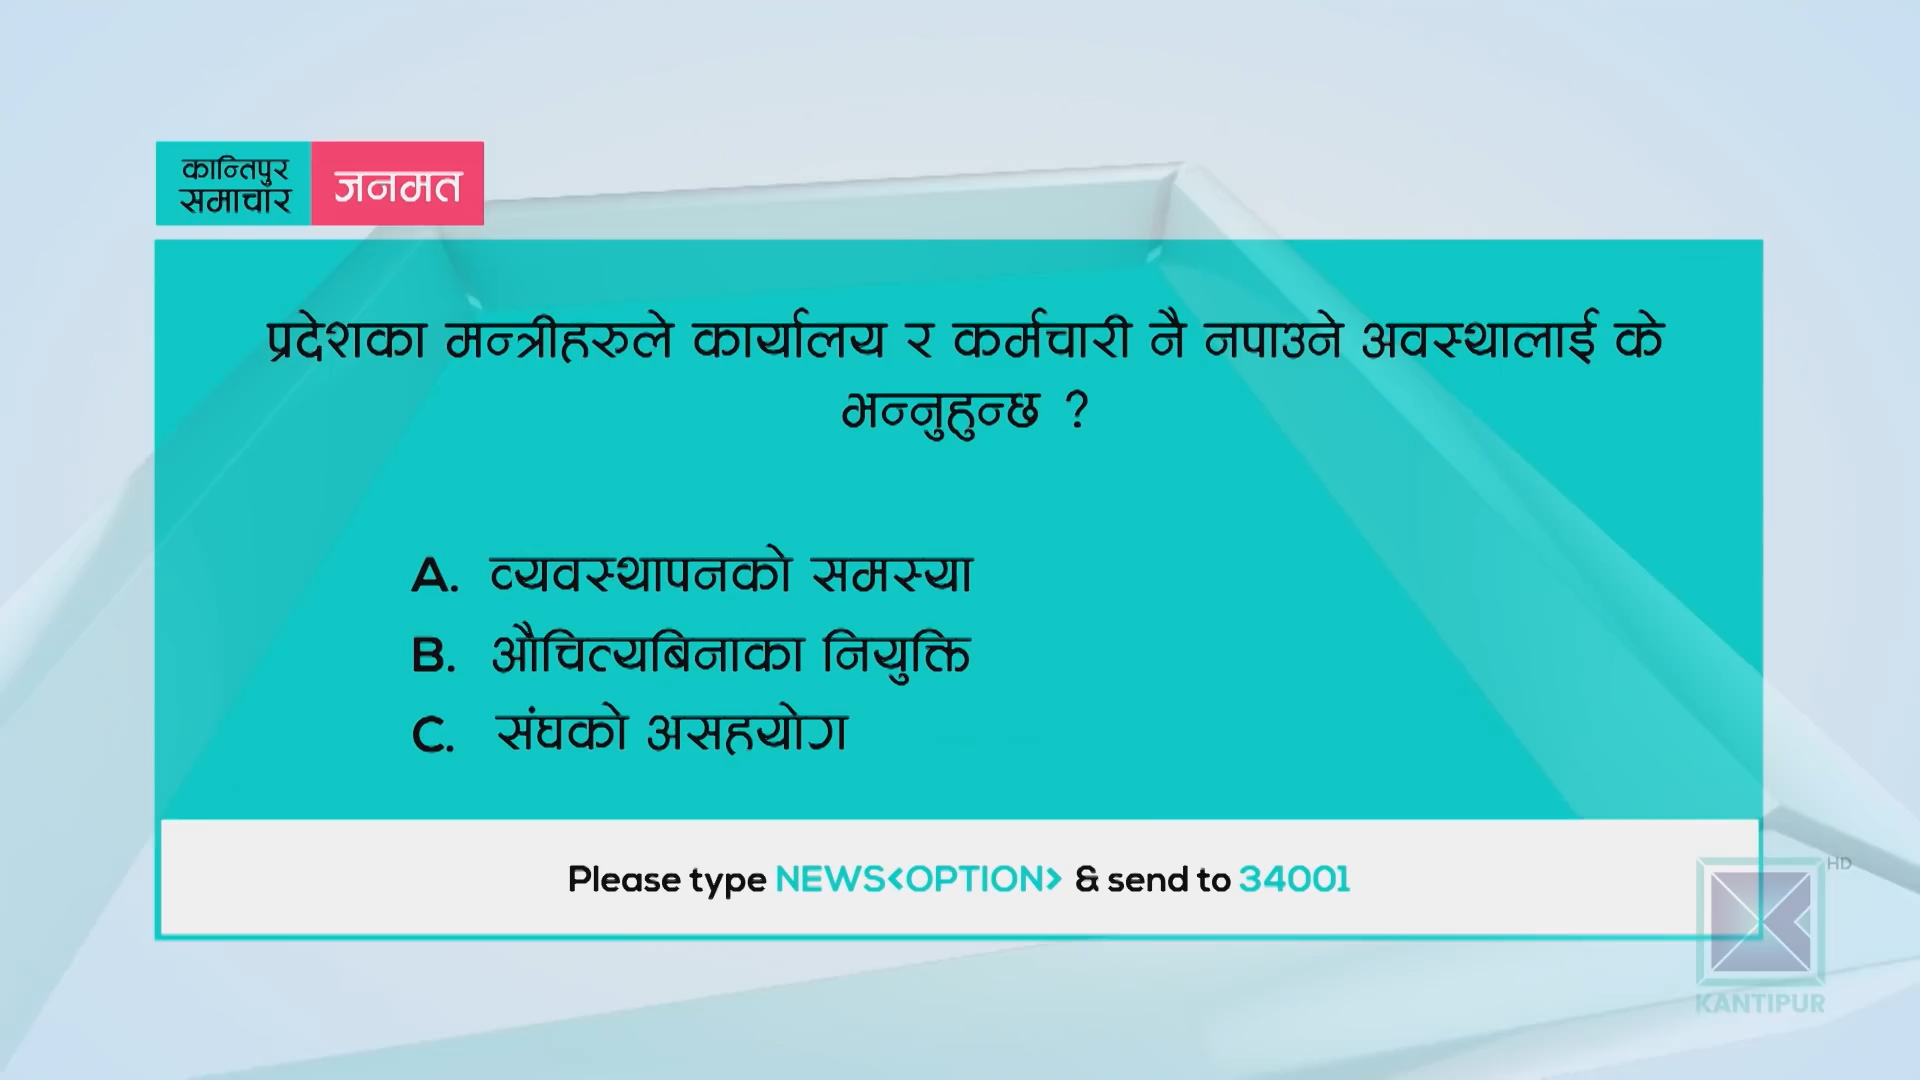 कान्तिपुर
समाचार
जनमत
प्रदेशका मन्त्रीहरुले कार्यालय र कर्मचारी नै नपाउने अवस्थालाई के
भन्नुहुन्छ ?
A. व्यवस्थापनको समस्या
B. औचित्यबिनाका नियुक्ति
C. संघको असहयोग
Please type NEWS<OPTION> & send to 34001
HD
KANTIPUR